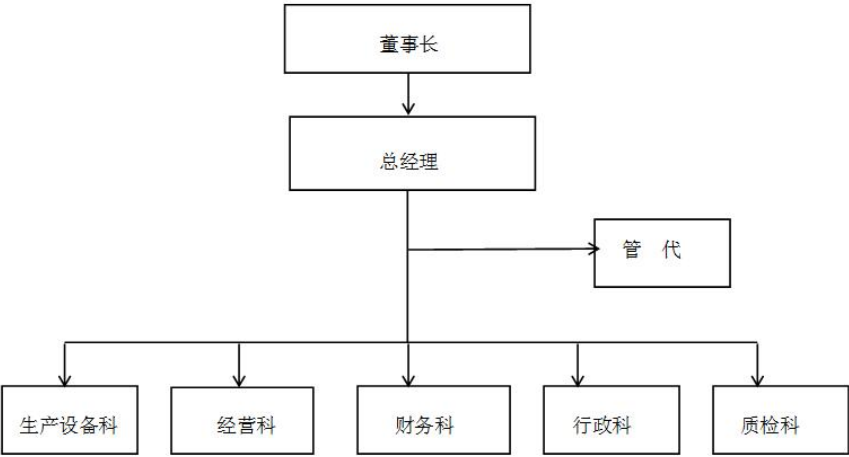 董事长
总经理
管 代
生产设备科
经营科
财务科
行政科
质检科